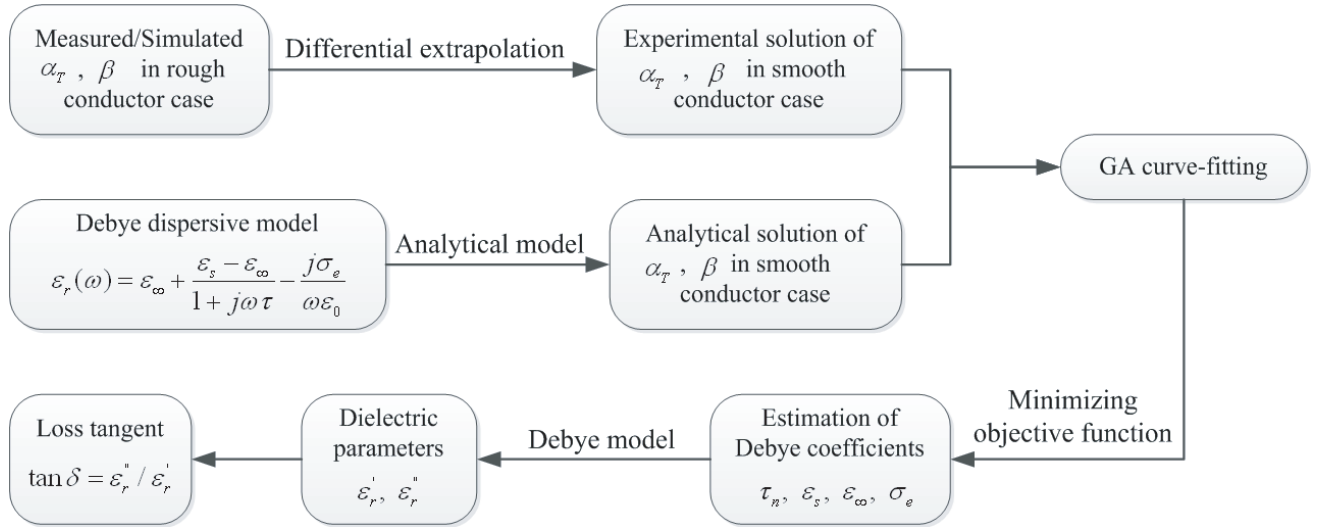 Measured/Simulated
α_T , β in rough
conductor case
Differential extrapolation
Experimental solution of
α_T , β in smooth
conductor case
GA curve-fitting
Debye dispersive model
ε_r(ω) = ε_∞ + (ε_s − ε_∞)/(1 + jωτ) − jσ_e/(ωε_0)
Analytical model
Analytical solution of
α_T , β in smooth
conductor case
Minimizing
objective function
Estimation of
Debye coefficients
τ_n, ε_s, ε_∞, σ_e
Debye model
Dielectric
parameters
ε_r', ε_r"
Loss tangent
tan δ = ε_r" / ε_r'